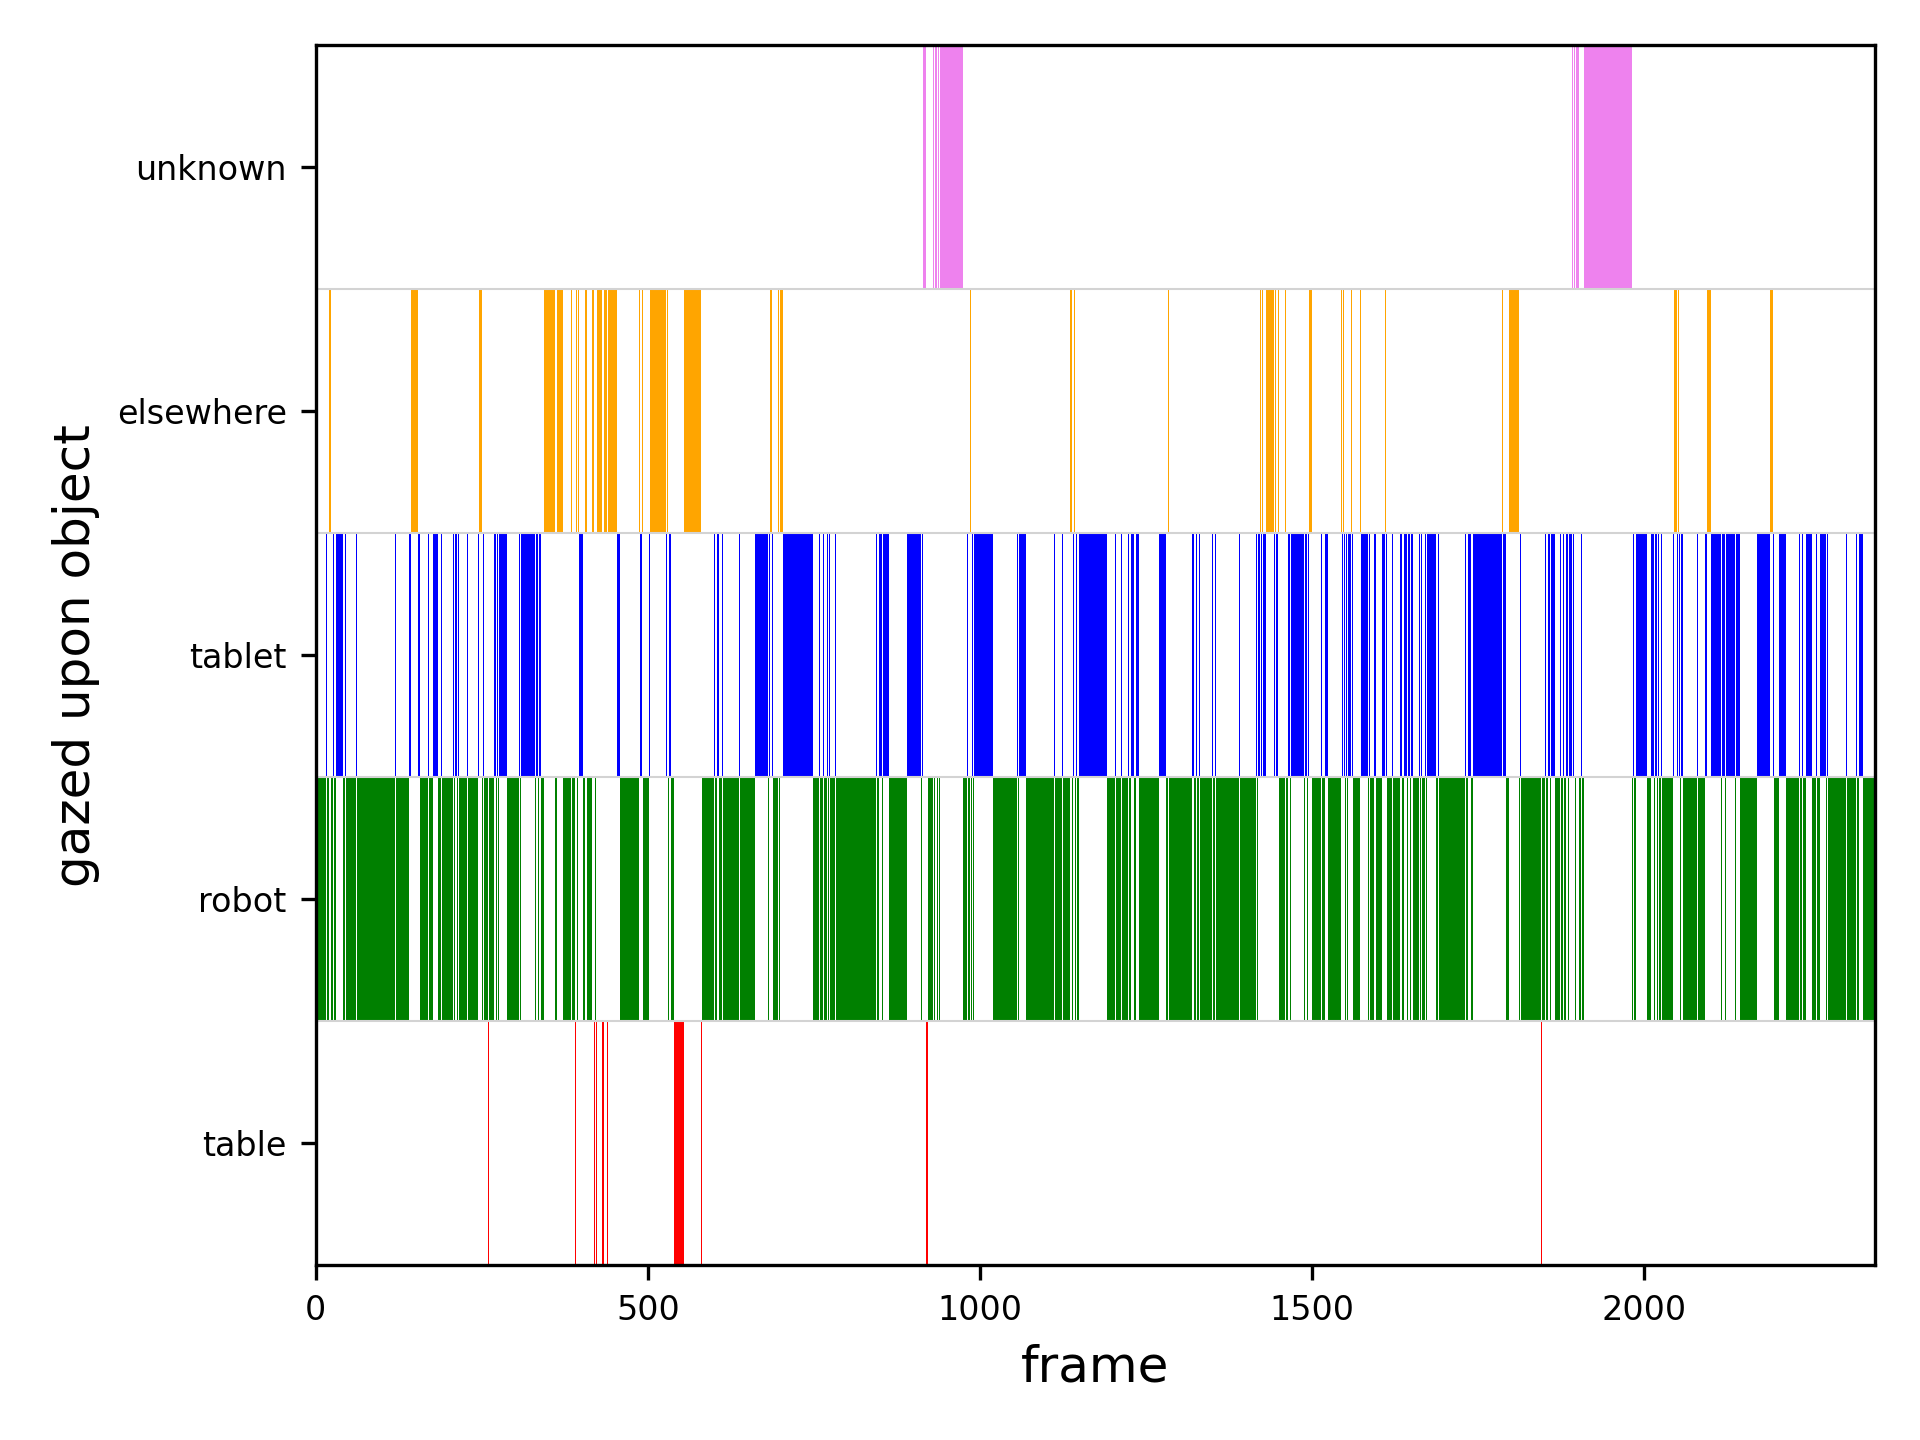 unknown
elsewhere
tablet
robot
table
gazed upon object
0 500 1000 1500 2000
frame